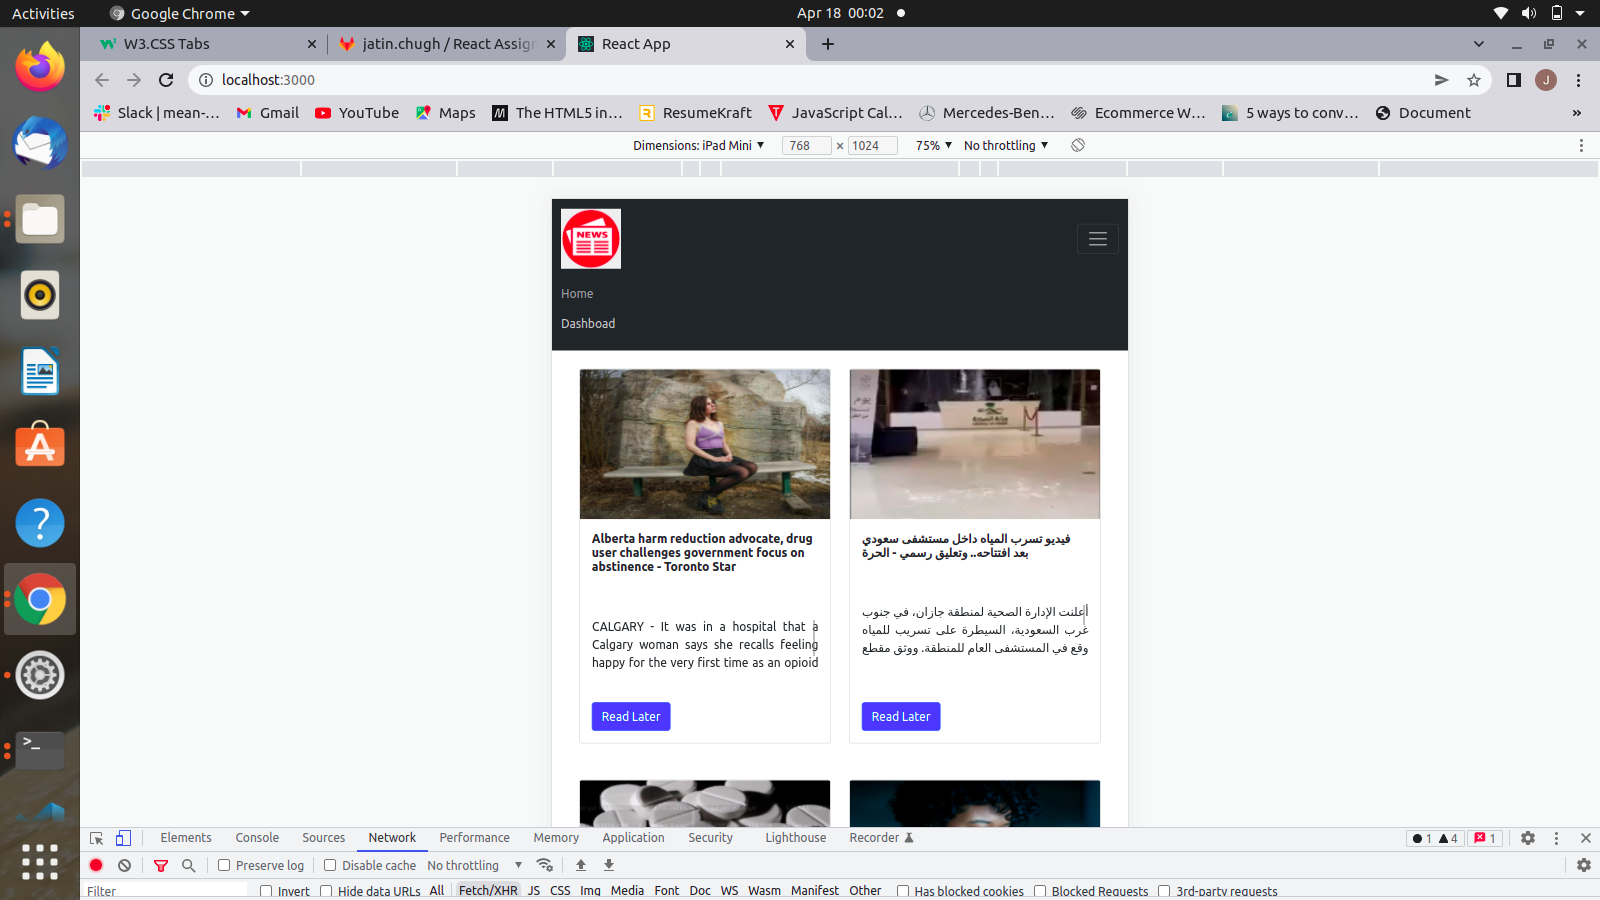 Activities
Google Chrome
Apr 18 00:02
W3.CSS Tabs
jatin.chugh / React Assign
React App
localhost:3000
J
Slack | mean-...
Gmail
YouTube
Maps
The HTML5 in...
ResumeKraft
JavaScript Cal...
Mercedes-Ben...
Ecommerce W...
5 ways to conv...
Document
»
Dimensions: iPad Mini
768 × 1024
75%
No throttling
NEWS
Home
Dashboad
Alberta harm reduction advocate, drug
user challenges government focus on
abstinence - Toronto Star
CALGARY - It was in a hospital that a
Calgary woman says she recalls feeling
happy for the very first time as an opioid
Read Later
فيديو تسرب المياه داخل مستشفى سعودي
بعد افتتاحه.. وتعليق رسمي - الحرة
أعلنت الإدارة الصحية لمنطقة جازان، في جنوب
غرب السعودية، السيطرة على تسريب للمياه
وقع في المستشفى العام للمنطقة. ووثق مقطع
Read Later
Elements
Console
Sources
Network
Performance
Memory
Application
Security
Lighthouse
Recorder
1
4
1
Preserve log
Disable cache
No throttling
Filter
Invert
Hide data URLs
All
Fetch/XHR
JS
CSS
Img
Media
Font
Doc
WS
Wasm
Manifest
Other
Has blocked cookies
Blocked Requests
3rd-party requests